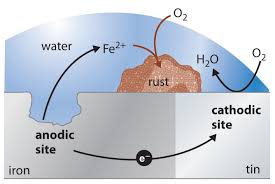 O₂
water
Fe²⁺
H₂O
O₂
rust
anodic
site
cathodic
site
e⁻
iron
tin